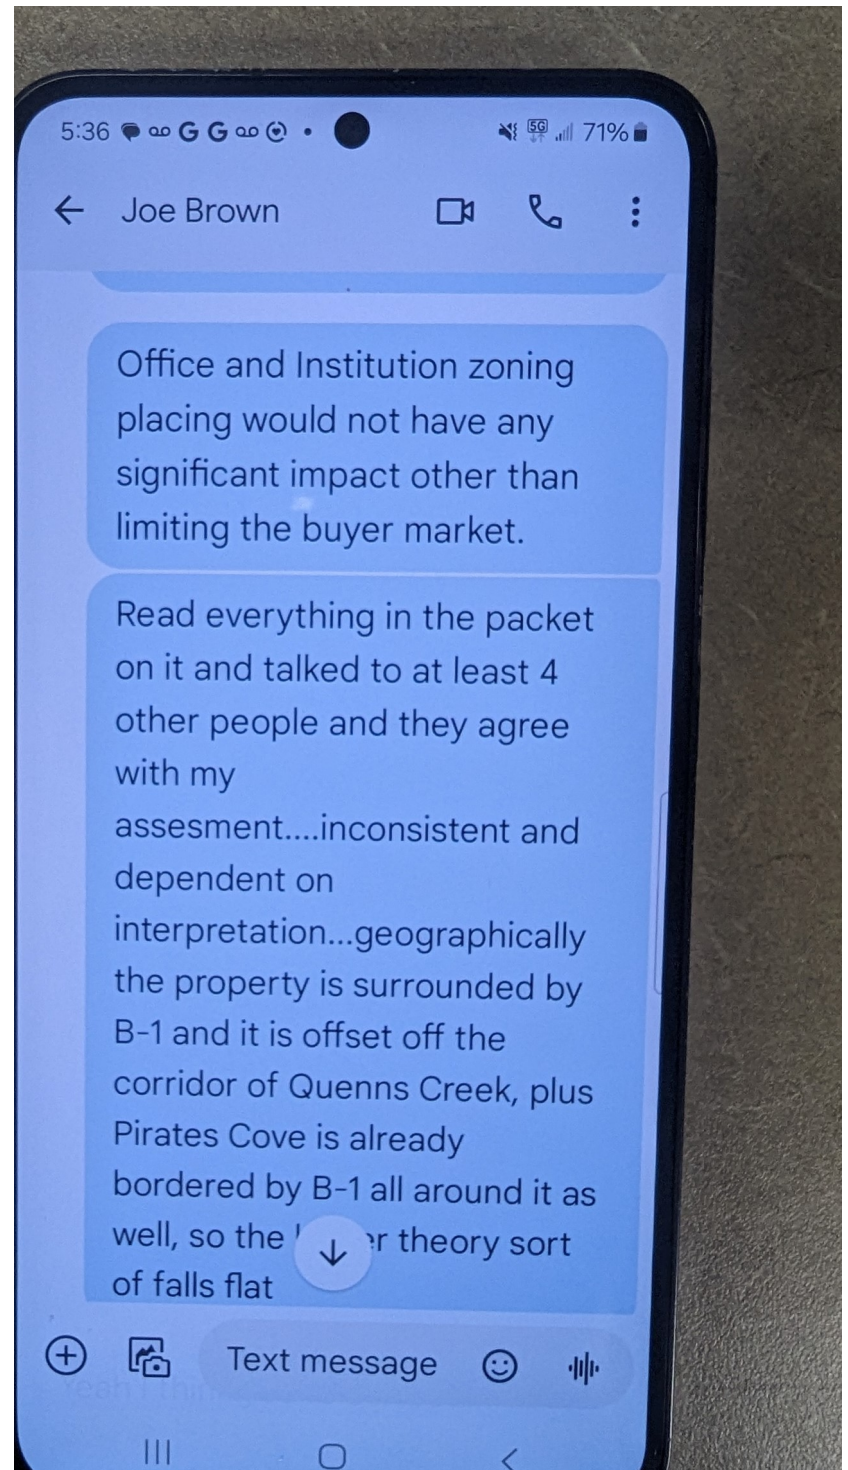 5:36 G G 5G 71%
Joe Brown
Office and Institution zoning
placing would not have any
significant impact other than
limiting the buyer market.
Read everything in the packet
on it and talked to at least 4
other people and they agree
with my
assesment....inconsistent and
dependent on
interpretation...geographically
the property is surrounded by
B-1 and it is offset off the
corridor of Quenns Creek, plus
Pirates Cove is already
bordered by B-1 all around it as
well, so the theory sort
of falls flat
Text message